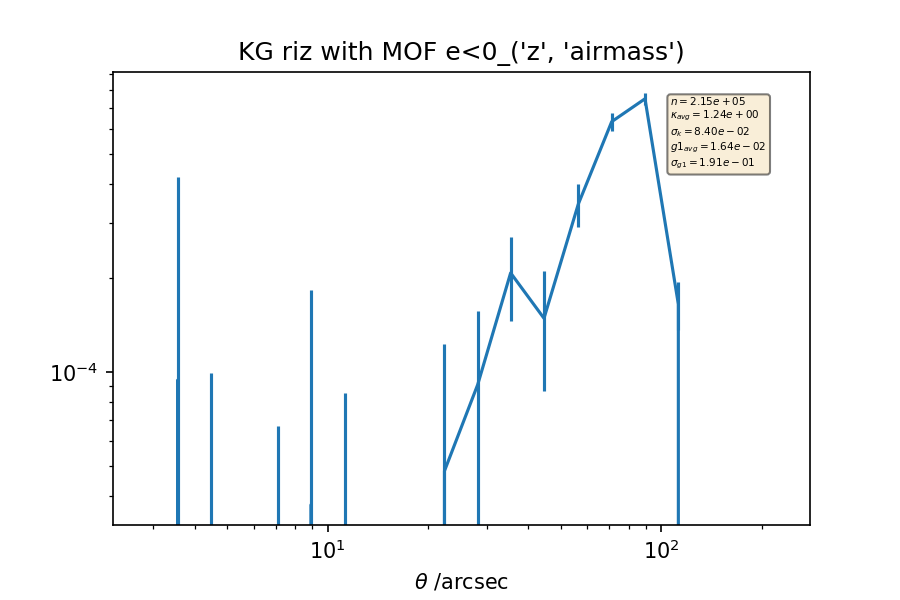 KG riz with MOF e<0_('z', 'airmass')
n = 2.15e + 05
κavg = 1.24e + 00
σk = 8.40e − 02
g1avg = 1.64e − 02
σg1 = 1.91e − 01
10⁻⁴
10¹ 10²
θ /arcsec